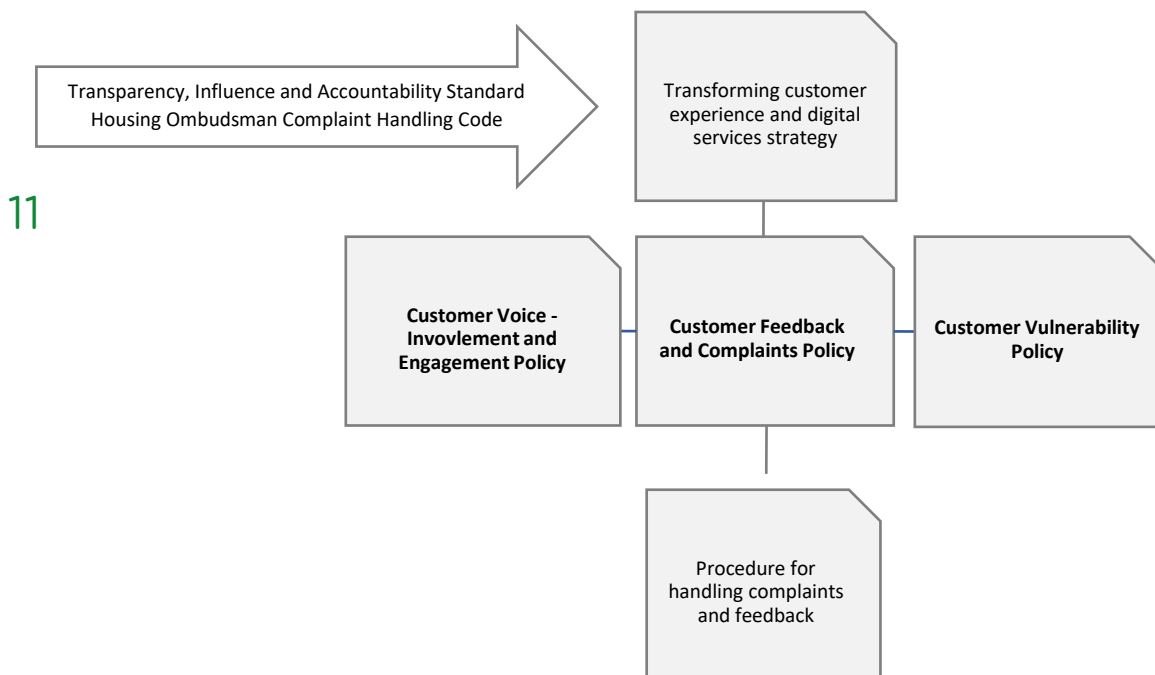 Transparency, Influence and Accountability Standard
Housing Ombudsman Complaint Handling Code
Transforming customer
experience and digital
services strategy
11
Customer Voice -
Invovlement and
Engagement Policy
Customer Feedback
and Complaints Policy
Customer Vulnerability
Policy
Procedure for
handling complaints
and feedback